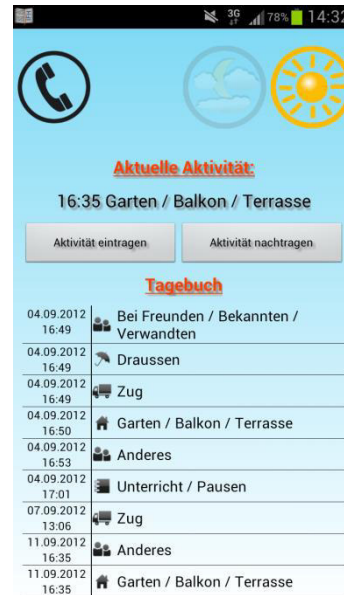 3G 78% 14:32
Aktuelle Aktivität:
16:35 Garten / Balkon / Terrasse
Aktivität eintragen Aktivität nachtragen
Tagebuch
04.09.2012
16:49
Bei Freunden / Bekannten /
Verwandten
04.09.2012
16:49
Draussen
04.09.2012
16:49
Zug
04.09.2012
16:50
Garten / Balkon / Terrasse
04.09.2012
16:53
Anderes
04.09.2012
17:01
Unterricht / Pausen
07.09.2012
13:06
Zug
11.09.2012
16:35
Anderes
11.09.2012
16:35
Garten / Balkon / Terrasse